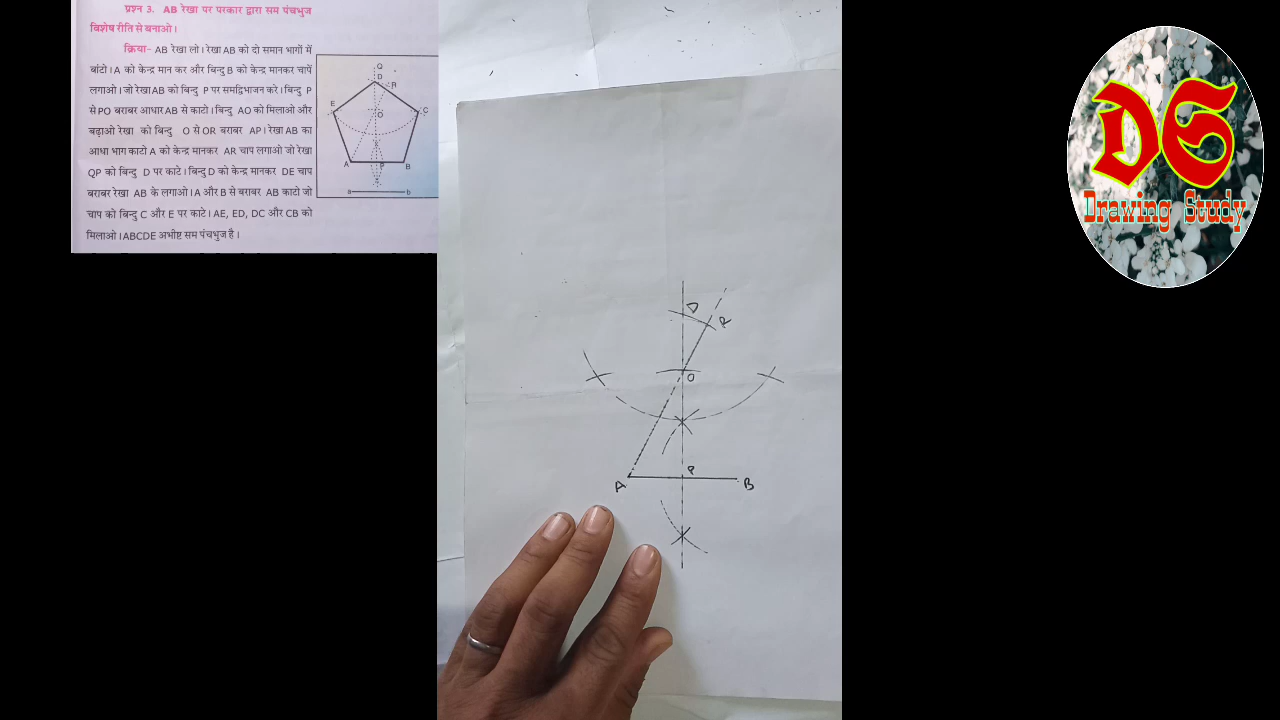 प्रश्न 3. AB रेखा पर परकार द्वारा सम पंचभुज
विशेष रीति से बनाओ।
क्रिया- AB रेखा लो। रेखा AB को दो समान भागों में
बांटो। A को केन्द्र मान कर और बिन्दु B को केन्द्र मानकर चापें
लगाओ। जो रेखा AB को बिन्दु P पर समद्विभाजन करे। बिन्दु P
से PO बराबर आधार AB से काटो। बिन्दु AO को मिलाओ और
बढ़ाओ रेखा को बिन्दु O से OR बराबर AP। रेखा AB का
आधा भाग काटो A को केन्द्र मानकर AR चाप लगाओ जो रेखा
QP को बिन्दु D पर काटे। बिन्दु D को केन्द्र मानकर DE चाप
बराबर रेखा AB के लगाओ। A और B से बराबर AB काटो जो
चाप को बिन्दु C और E पर काटे। AE, ED, DC और CB को
मिलाओ। ABCDE अभीष्ट सम पंचभुज है।
Q
D
R
E
C
O
A
P
B
a b
DS
Drawing Study
D
R
O
P
A
B